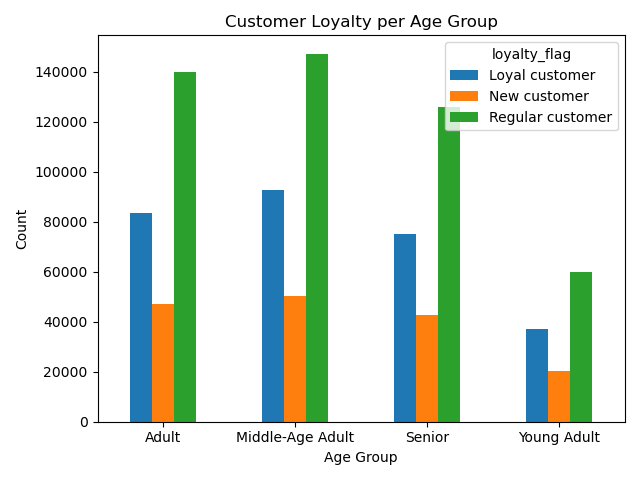 Customer Loyalty per Age Group
loyalty_flag
Loyal customer
New customer
Regular customer
140000
120000
100000
80000
60000
40000
20000
0
Count
Adult
Middle-Age Adult
Senior
Young Adult
Age Group